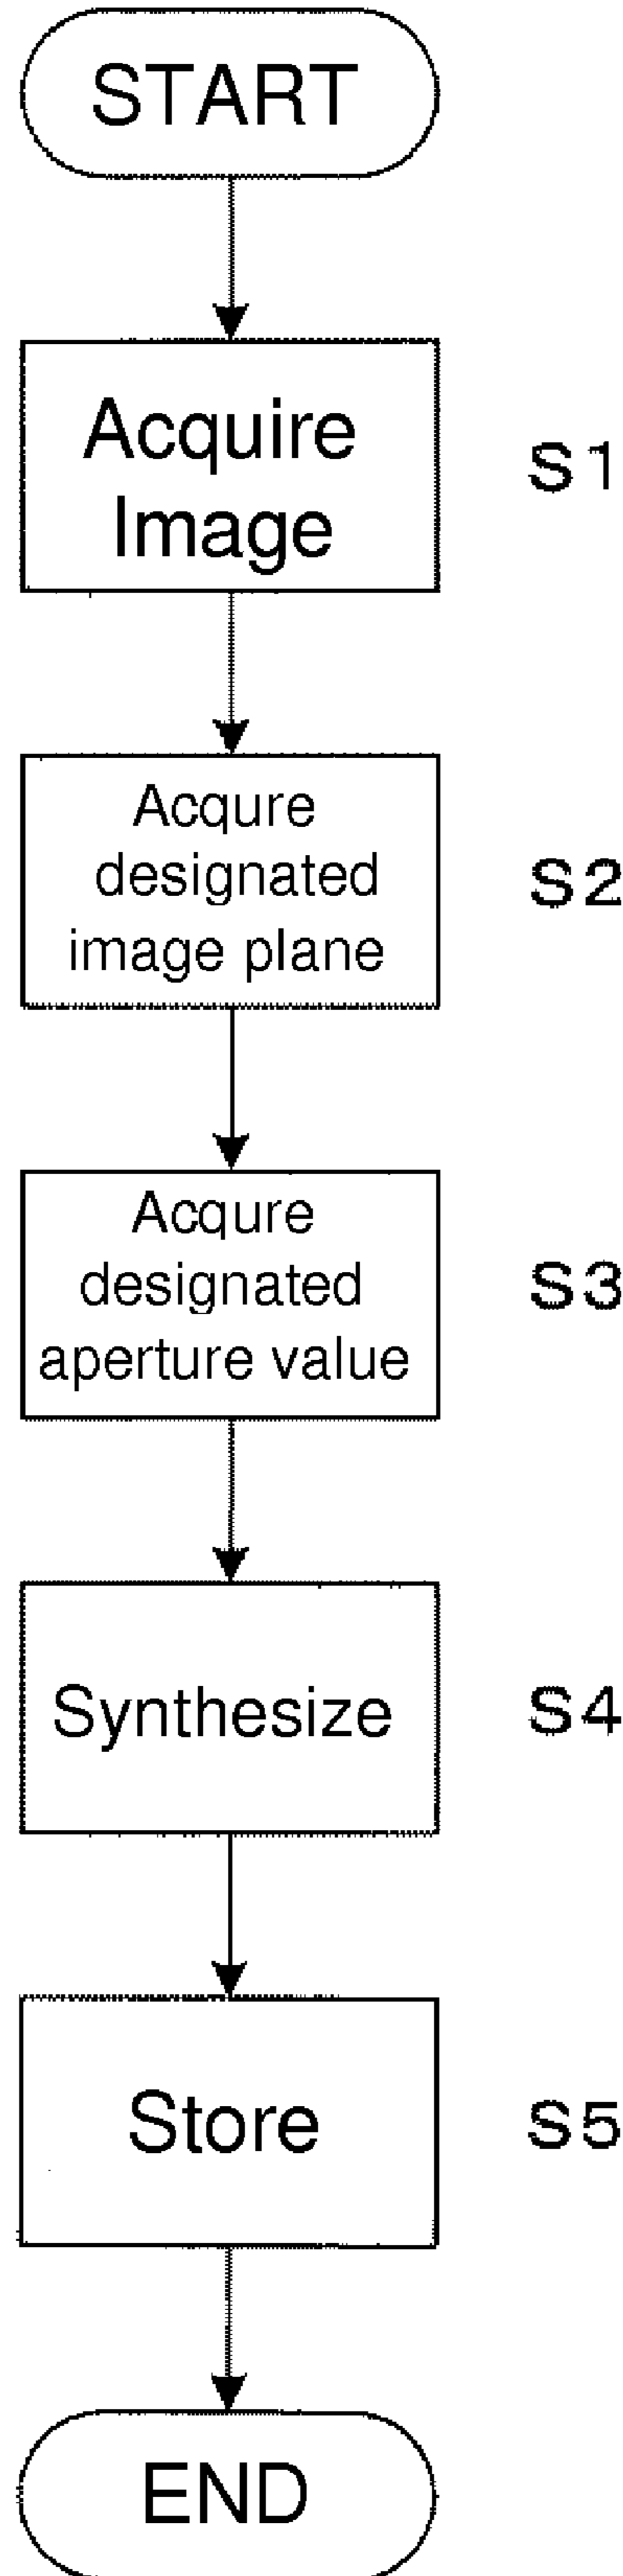 START
Acquire
Image
S1
Acqure
designated
image plane
S2
Acqure
designated
aperture value
S3
Synthesize
S4
Store
S5
END